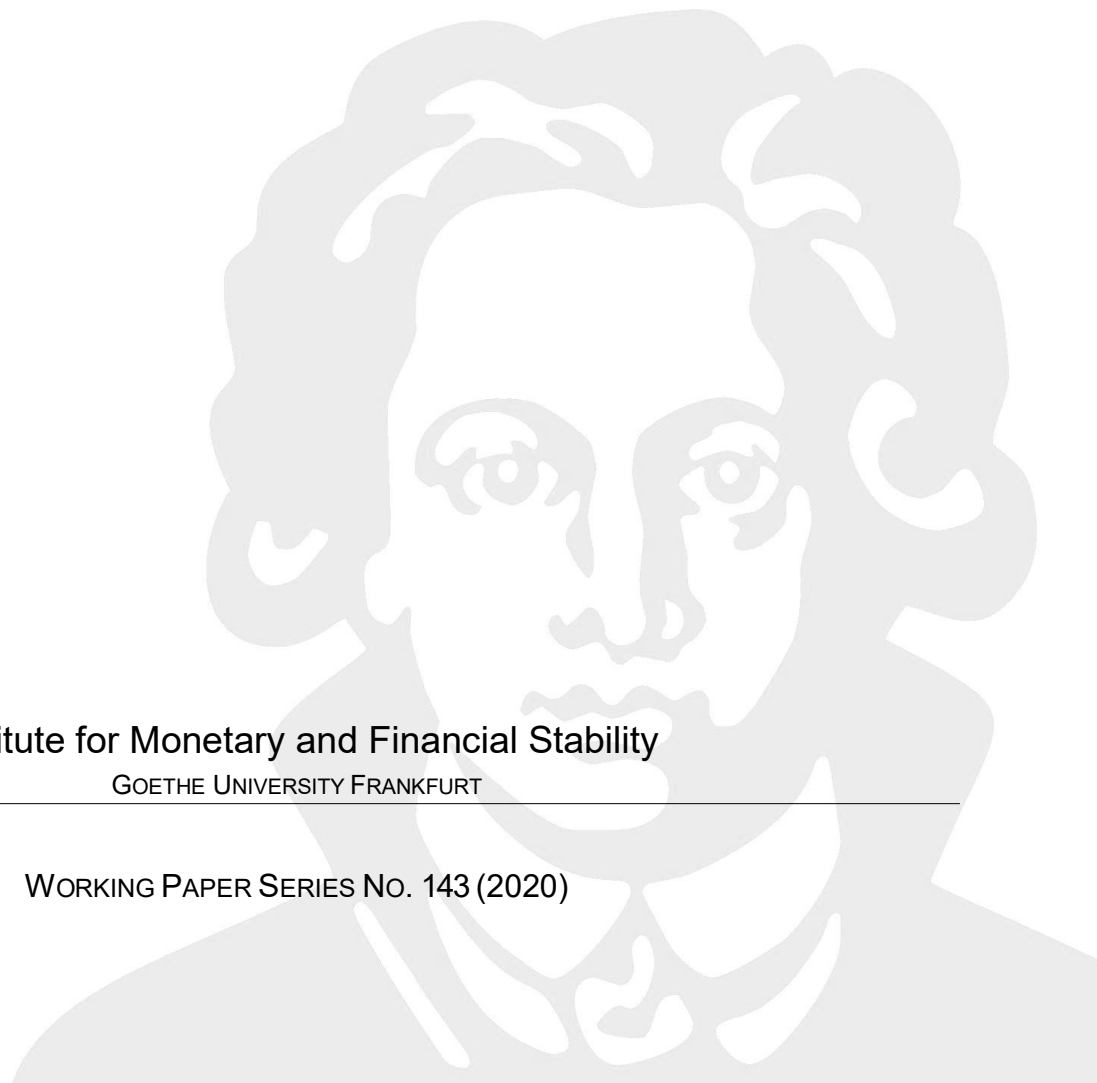 itute for Monetary and Financial Stability
GOETHE UNIVERSITY FRANKFURT
WORKING PAPER SERIES NO. 143 (2020)